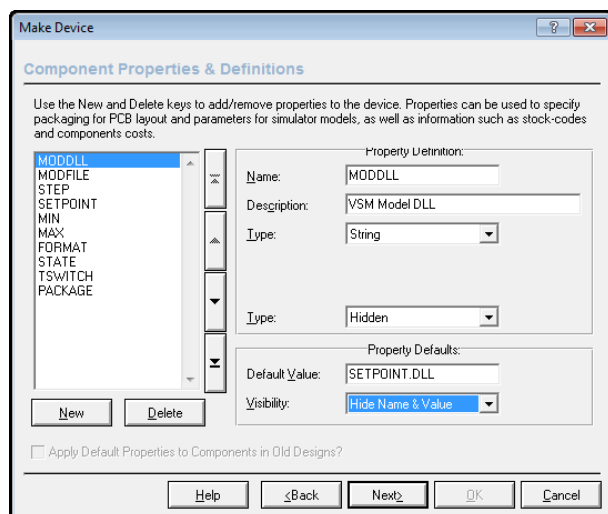 Make Device
Component Properties & Definitions
Use the New and Delete keys to add/remove properties to the device. Properties can be used to specify
packaging for PCB layout and parameters for simulator models, as well as information such as stock-codes
and components costs.
MODDLL
MODFILE
STEP
SETPOINT
MIN
MAX
FORMAT
STATE
TSWITCH
PACKAGE
New
Delete
Property Definition:
Name: MODDLL
Description: VSM Model DLL
Type: String
Type: Hidden
Property Defaults:
Default Value: SETPOINT.DLL
Visibility: Hide Name & Value
Apply Default Properties to Components in Old Designs?
Help <Back Next> OK Cancel